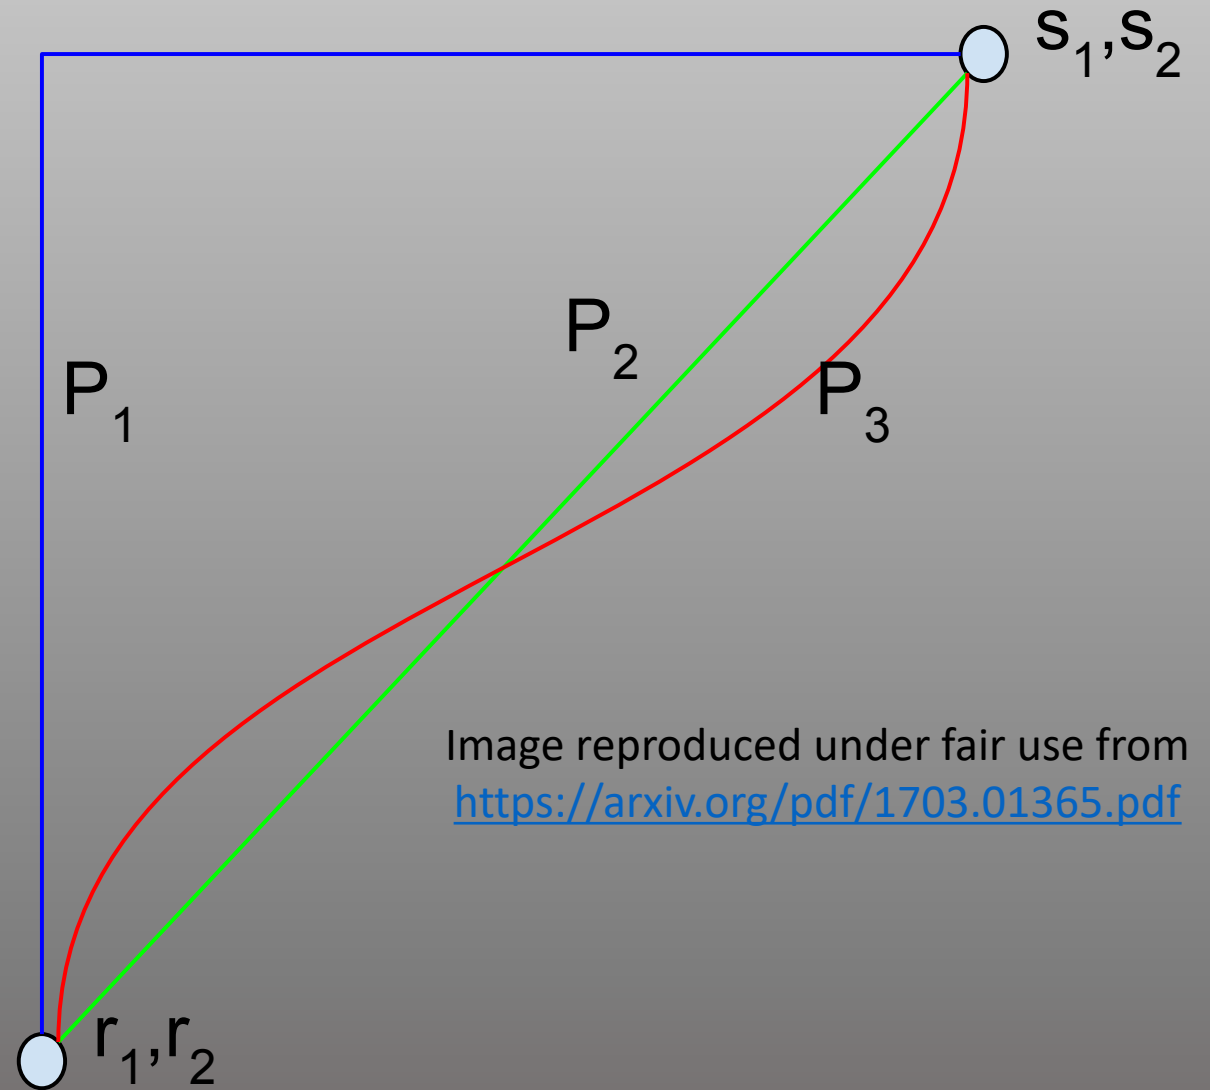 s₁,s₂
P₂
P₁
P₃
Image reproduced under fair use from
https://arxiv.org/pdf/1703.01365.pdf
r₁,r₂